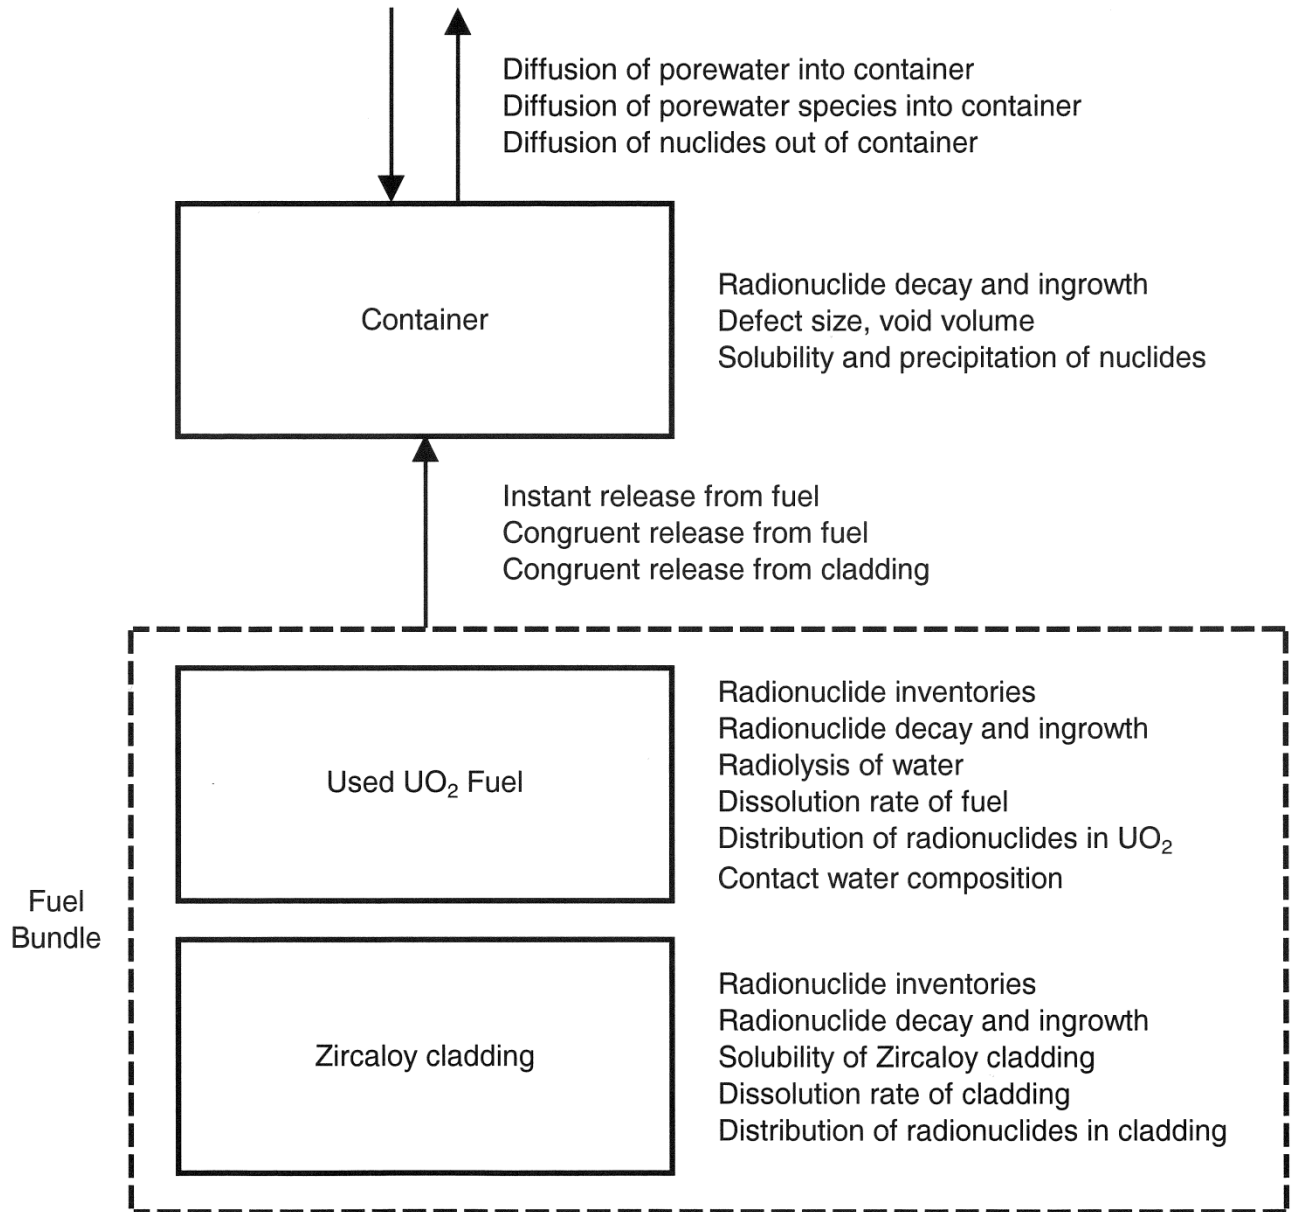 Diffusion of porewater into container
Diffusion of porewater species into container
Diffusion of nuclides out of container
Container
Radionuclide decay and ingrowth
Defect size, void volume
Solubility and precipitation of nuclides
Instant release from fuel
Congruent release from fuel
Congruent release from cladding
Fuel
Bundle
Used UO₂ Fuel
Radionuclide inventories
Radionuclide decay and ingrowth
Radiolysis of water
Dissolution rate of fuel
Distribution of radionuclides in UO₂
Contact water composition
Zircaloy cladding
Radionuclide inventories
Radionuclide decay and ingrowth
Solubility of Zircaloy cladding
Dissolution rate of cladding
Distribution of radionuclides in cladding